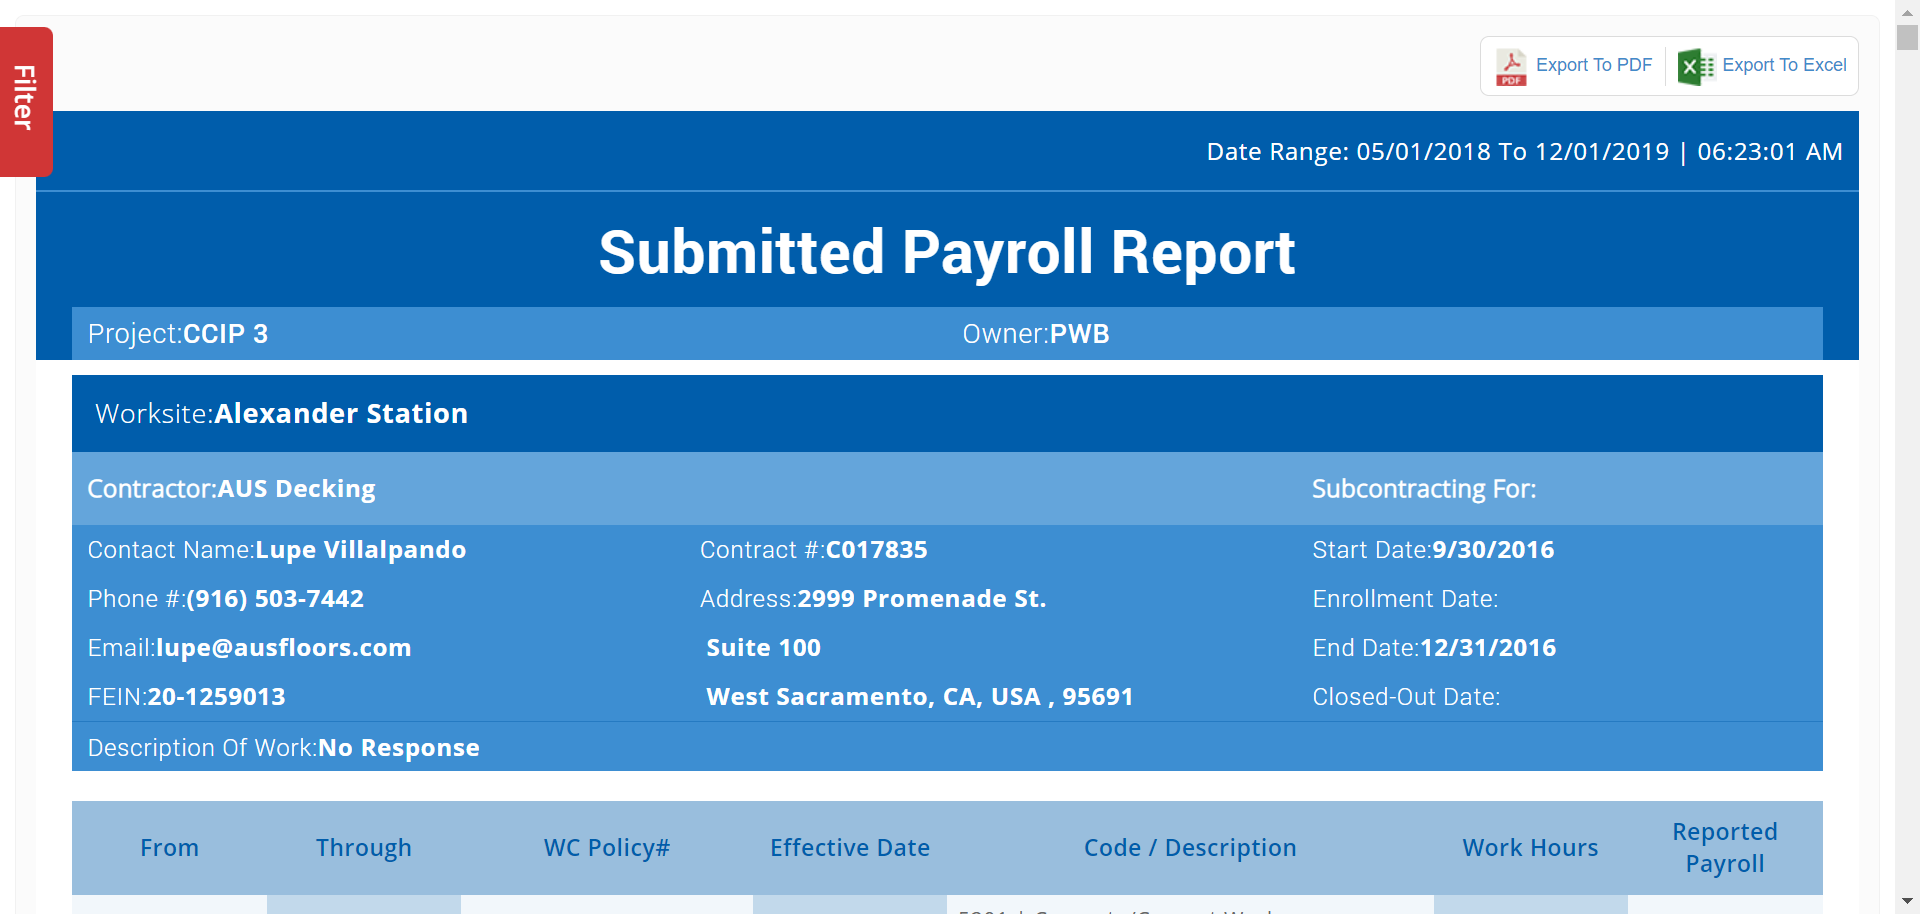 Filter
PDF Export To PDF Export To Excel
Date Range: 05/01/2018 To 12/01/2019 | 06:23:01 AM
Submitted Payroll Report
Project:CCIP 3 Owner:PWB
Worksite:Alexander Station
Contractor:AUS Decking Subcontracting For:
Contact Name:Lupe Villalpando Contract #:C017835 Start Date:9/30/2016
Phone #:(916) 503-7442 Address:2999 Promenade St. Enrollment Date:
Email:lupe@ausfloors.com Suite 100 End Date:12/31/2016
FEIN:20-1259013 West Sacramento, CA, USA , 95691 Closed-Out Date:
Description Of Work:No Response
From Through WC Policy# Effective Date Code / Description Work Hours Reported Payroll